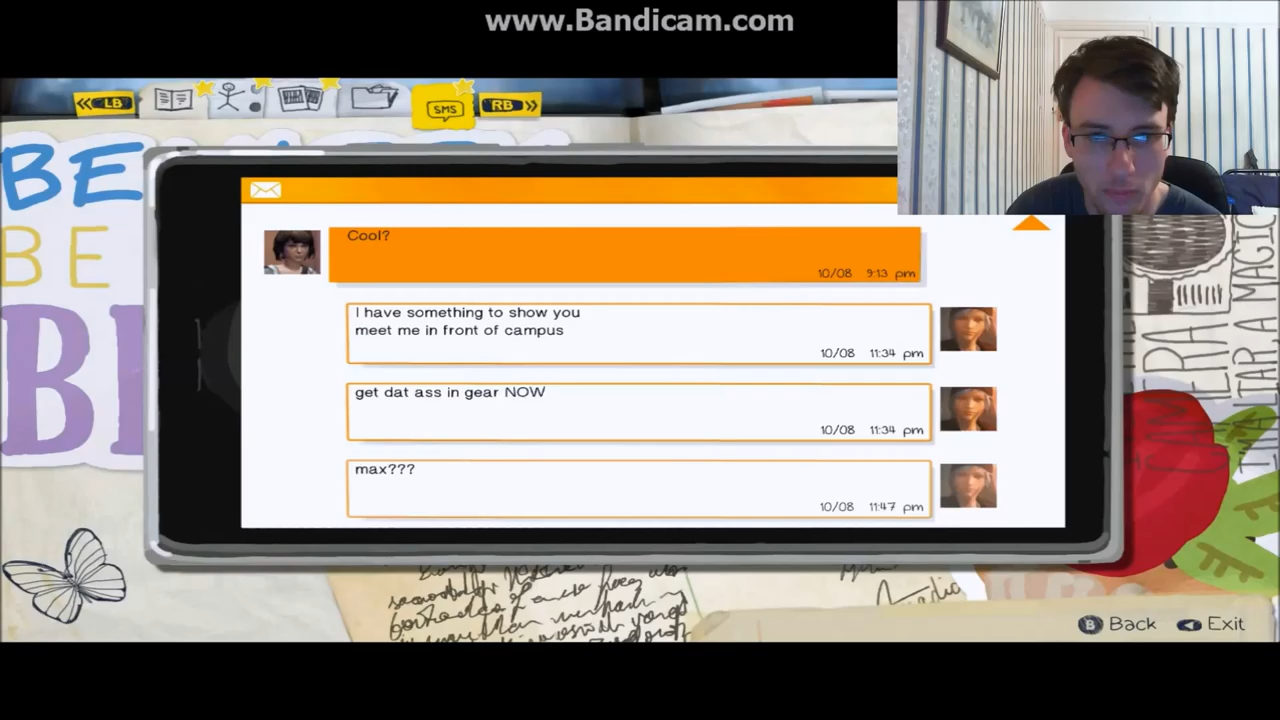 www.Bandicam.com
LB
SMS
RB
BE
BE
Cool?
10/08 9:13 pm
I have something to show you
meet me in front of campus
10/08 11:34 pm
get dat ass in gear NOW
10/08 11:34 pm
max???
10/08 11:47 pm
B Back
Exit